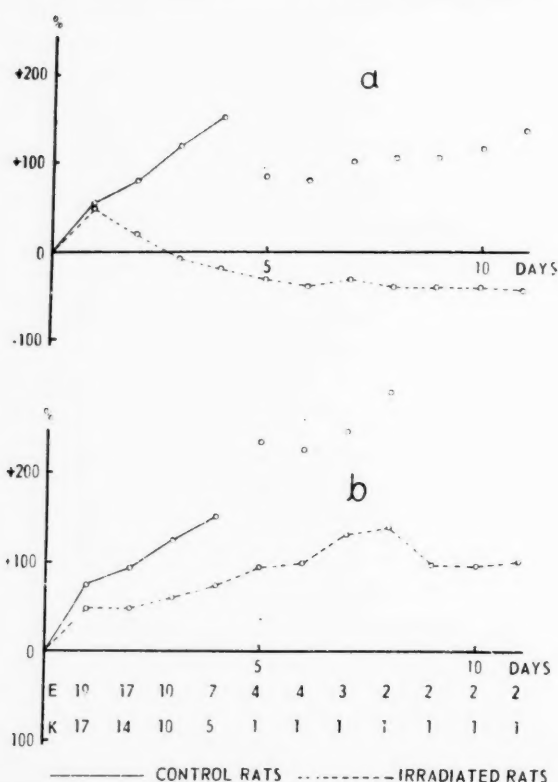 %
+200
a
+100
0
5 10 DAYS
-100
%
+200
b
+100
0
5 10 DAYS
E 19 17 10 7 4 4 3 2 2 2 2
K 17 14 10 5 1 1 1 1 1 1 1
100
CONTROL RATS IRRADIATED RATS